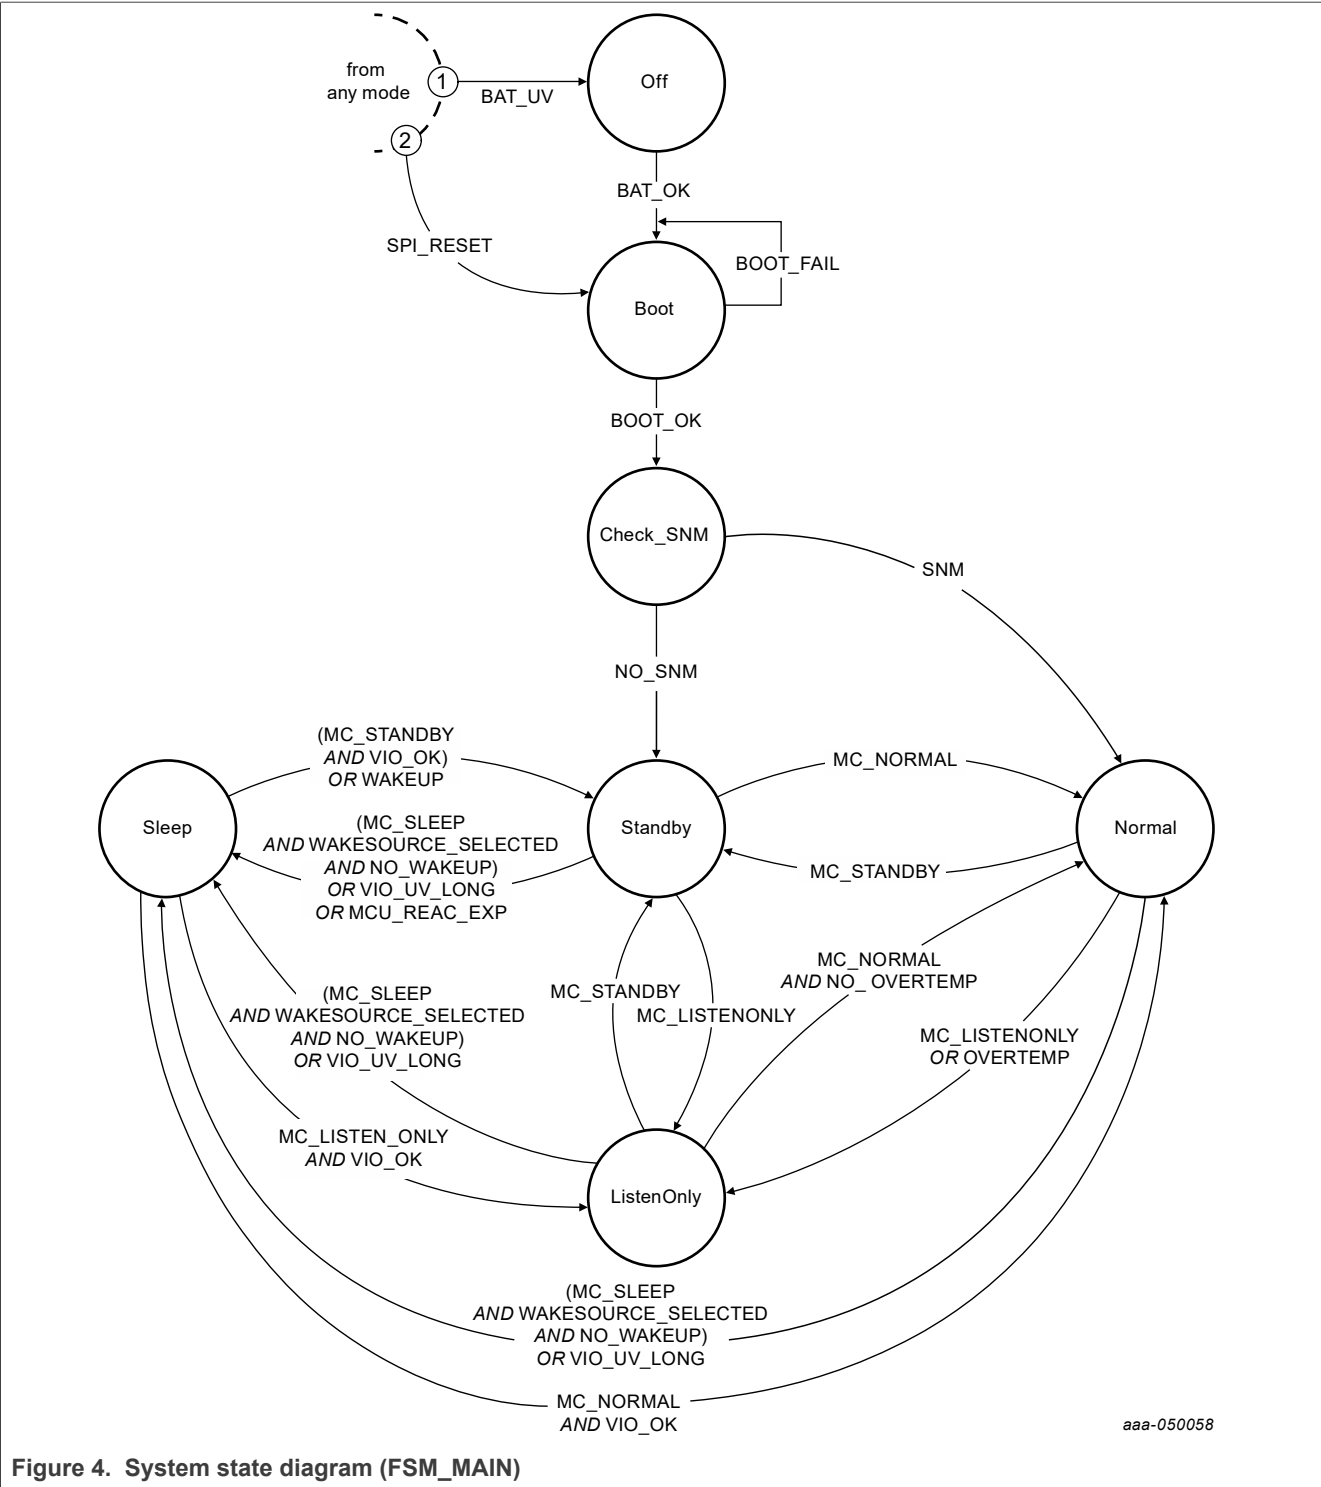 from
any mode
1
BAT_UV
Off
2
BAT_OK
SPI_RESET
BOOT_FAIL
Boot
BOOT_OK
Check_SNM
SNM
NO_SNM
(MC_STANDBY
AND VIO_OK)
OR WAKEUP
MC_NORMAL
Sleep
(MC_SLEEP
AND WAKESOURCE_SELECTED
AND NO_WAKEUP)
OR VIO_UV_LONG
OR MCU_REAC_EXP
Standby
Normal
MC_STANDBY
MC_NORMAL
AND NO_ OVERTEMP
MC_STANDBY
MC_LISTENONLY
(MC_SLEEP
AND WAKESOURCE_SELECTED
AND NO_WAKEUP)
OR VIO_UV_LONG
MC_LISTENONLY
OR OVERTEMP
MC_LISTEN_ONLY
AND VIO_OK
ListenOnly
(MC_SLEEP
AND WAKESOURCE_SELECTED
AND NO_WAKEUP)
OR VIO_UV_LONG
MC_NORMAL
AND VIO_OK
aaa-050058
Figure 4. System state diagram (FSM_MAIN)